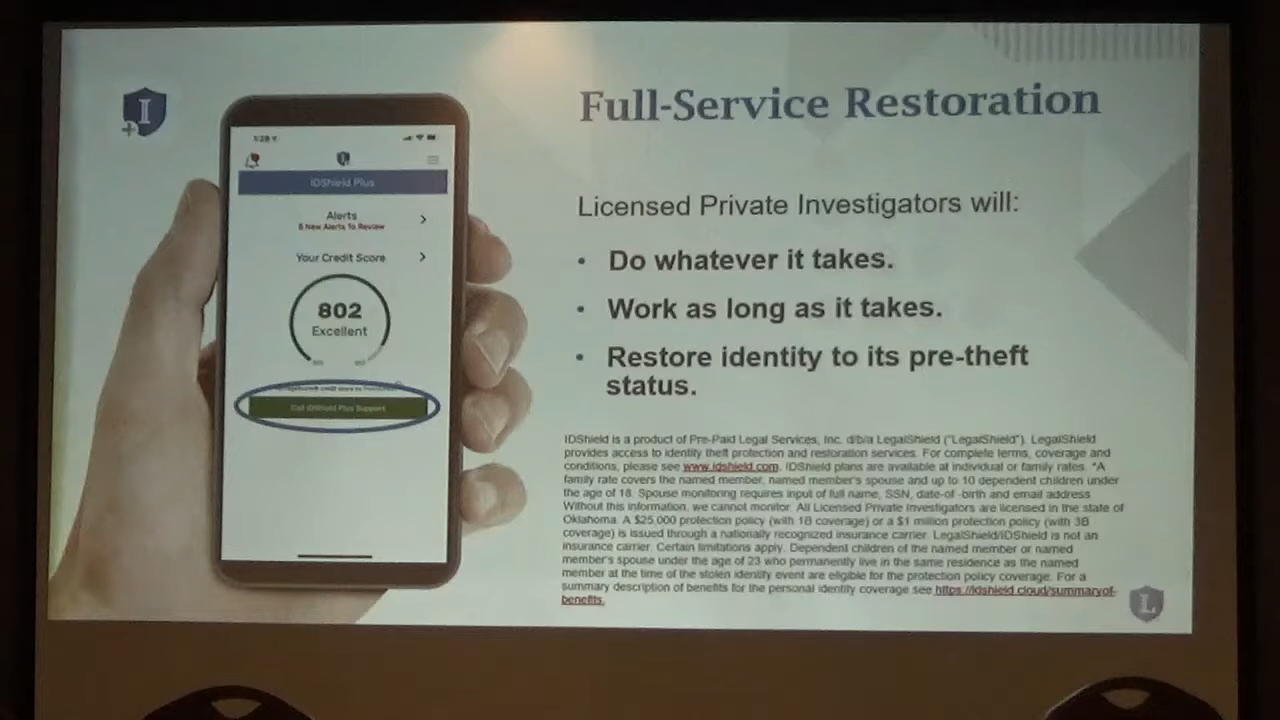 I
Full-Service Restoration
1:28
IDShield Plus
Alerts
5 New Alerts To Review
Your Credit Score
802
Excellent
Call IDShield Plus Support
Licensed Private Investigators will:
• Do whatever it takes.
• Work as long as it takes.
• Restore identity to its pre-theft
status.
IDShield is a product of Pre-Paid Legal Services, Inc. d/b/a LegalShield ("LegalShield"). LegalShield
provides access to identity theft protection and restoration services. For complete terms, coverage and
conditions, please see www.idshield.com. IDShield plans are available at individual or family rates. *A
family rate covers the named member, named member's spouse and up to 10 dependent children under
the age of 18. Spouse monitoring requires input of full name, SSN, date-of -birth and email address
Without this information, we cannot monitor. All Licensed Private Investigators are licensed in the state of
Oklahoma. A $25,000 protection policy (with 1B coverage) or a $1 million protection policy (with 3B
coverage) is issued through a nationally recognized insurance carrier. LegalShield/IDShield is not an
insurance carrier. Certain limitations apply. Dependent children of the named member or named
member's spouse under the age of 23 who permanently live in the same residence as the named
member at the time of the stolen identity event are eligible for the protection policy coverage. For a
summary description of benefits for the personal identity coverage see https://idshield.cloud/summaryof-
benefits.
L